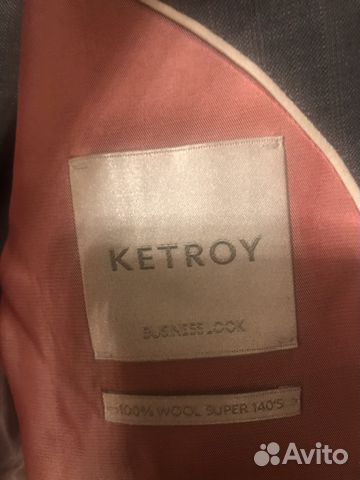 KETROY
BUSINESS LOOK
100% WOOL SUPER 140'S
Avito